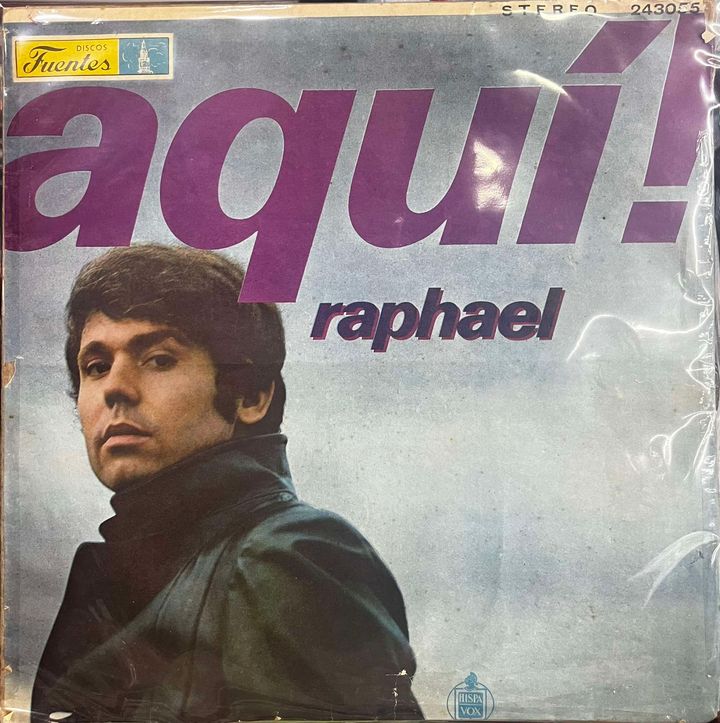 STEREO 243055
DISCOS
Fuentes
aquí!
raphael
HISPA
VOX